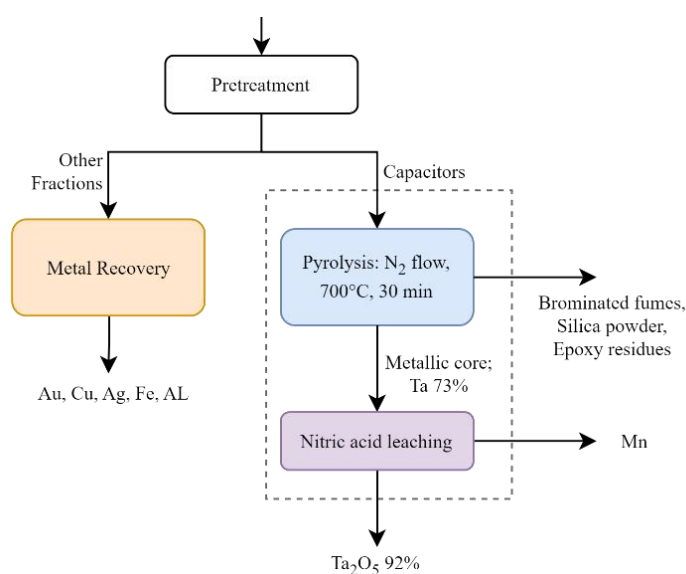 Pretreatment
Other
Fractions
Capacitors
Metal Recovery
Pyrolysis: N₂ flow,
700°C, 30 min
Brominated fumes,
Silica powder,
Epoxy residues
Metallic core;
Ta 73%
Au, Cu, Ag, Fe, AL
Nitric acid leaching
Mn
Ta₂O₅ 92%